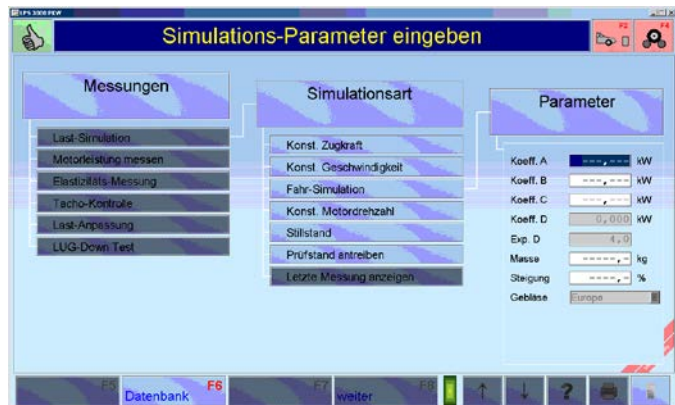 EPS 3000 PKW
Simulations-Parameter eingeben
F2
F4
Messungen
Last-Simulation
Motorleistung messen
Elastizitäts-Messung
Tacho-Kontrolle
Last-Anpassung
LUG-Down Test
Simulationsart
Konst. Zugkraft
Konst. Geschwindigkeit
Fahr-Simulation
Konst. Motordrehzahl
Stillstand
Prüfstand antreiben
Letzte Messung anzeigen
Parameter
Koeff. A ---,--- kW
Koeff. B ---,--- kW
Koeff. C ---,--- kW
Koeff. D 0,000 kW
Exp. D 4,0
Masse -----,- kg
Steigung ----,- %
Gebläse Europa
F5
Datenbank F6
F7
weiter F8
?